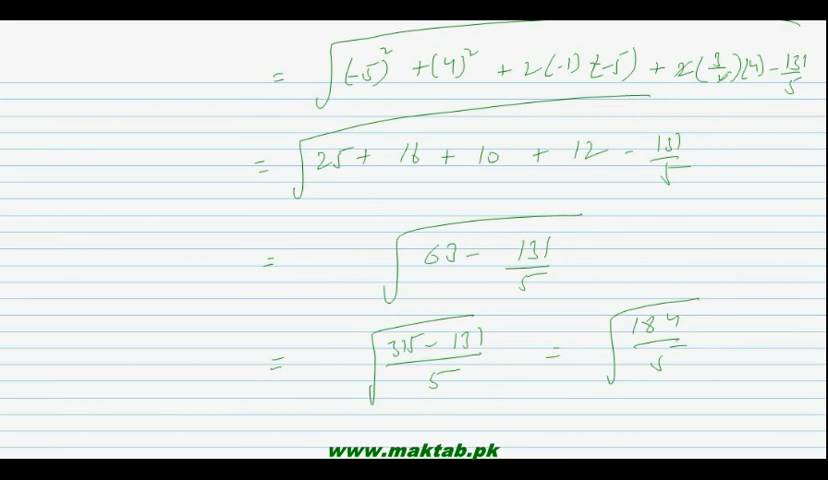 = √((-5)² + (4)² + 2(-1)(-5) + 2(3/2)(4) - 131/5)
= √(25 + 16 + 10 + 12 - 131/5)
= √(63 - 131/5)
= √((315 - 131)/5) = √(184/5)
www.maktab.pk